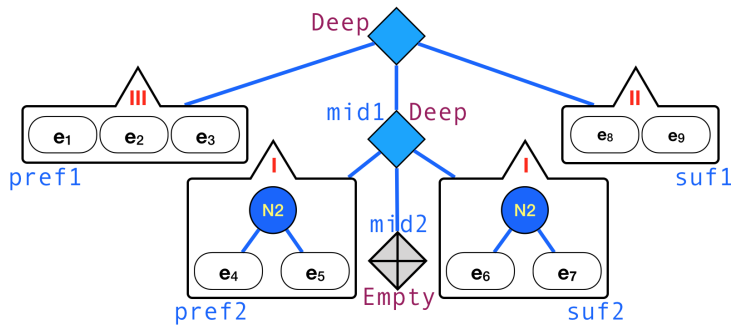 Deep
III
II
e1 e2 e3
mid1 Deep
e8 e9
pref1
I
I
suf1
N2
N2
mid2
e4 e5
e6 e7
Empty
pref2
suf2